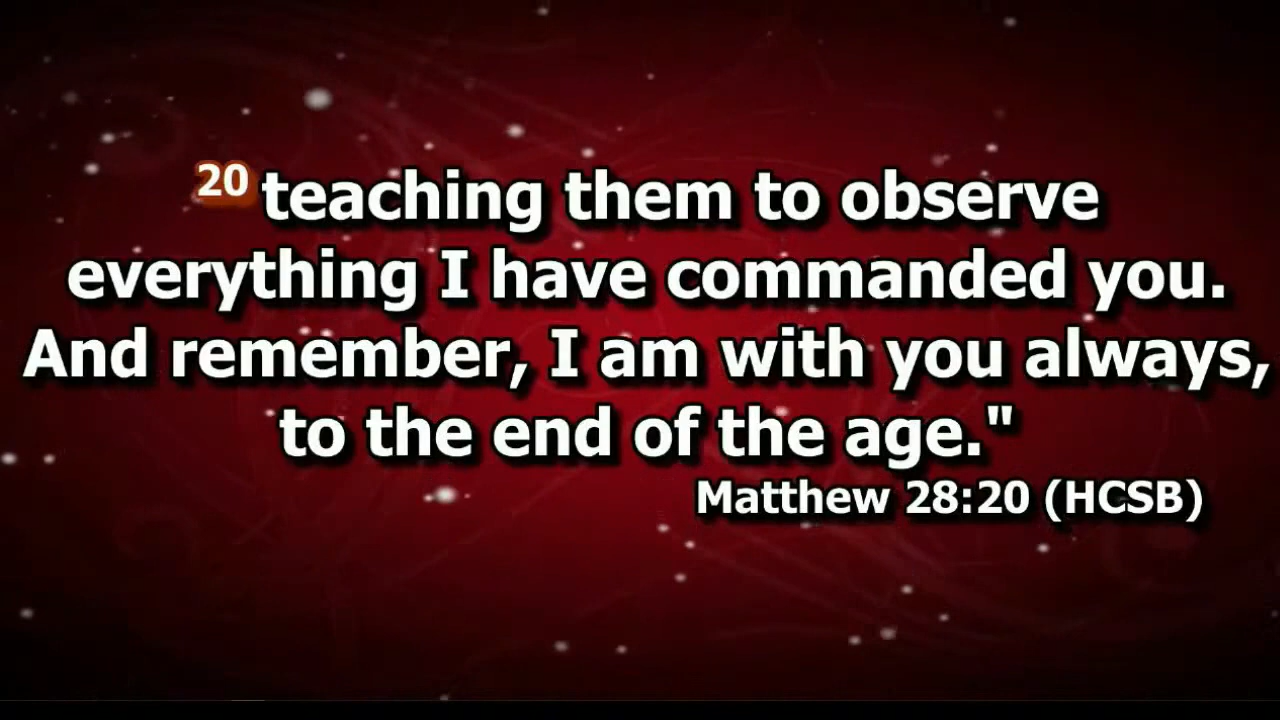 20 teaching them to observe
everything I have commanded you.
And remember, I am with you always,
to the end of the age."
Matthew 28:20 (HCSB)